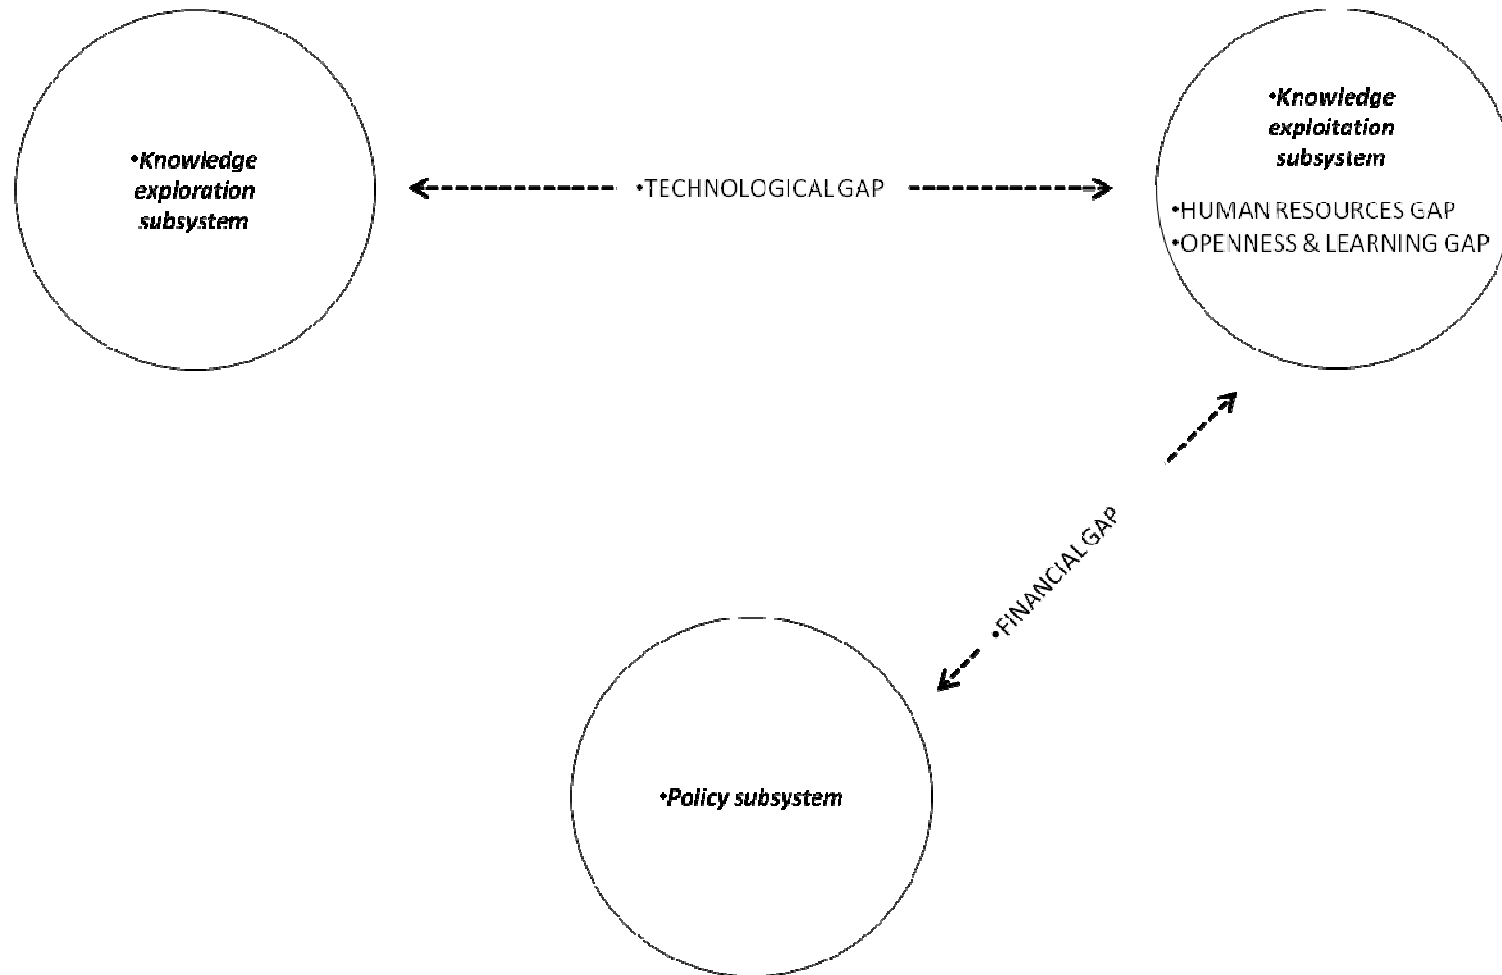 •Knowledge
exploration
subsystem
•TECHNOLOGICAL GAP
•Knowledge
exploitation
subsystem
•HUMAN RESOURCES GAP
•OPENNESS & LEARNING GAP
•FINANCIAL GAP
•Policy subsystem